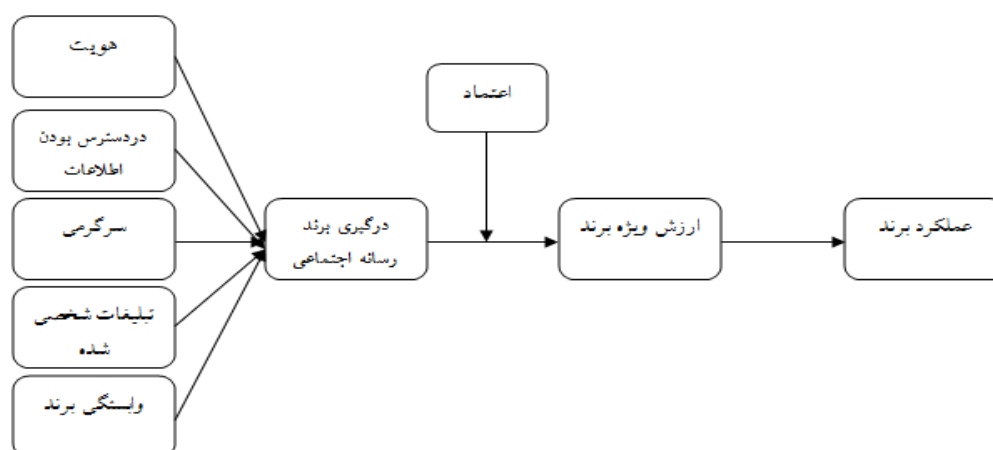 هویت
اعتماد
دردسترس بودن
اطلاعات
سرگرمی
درگیری برند
رسانه اجتماعی
ارزش ویژه برند
عملکرد برند
تبلیغات شخصی
شده
وابستگی برند